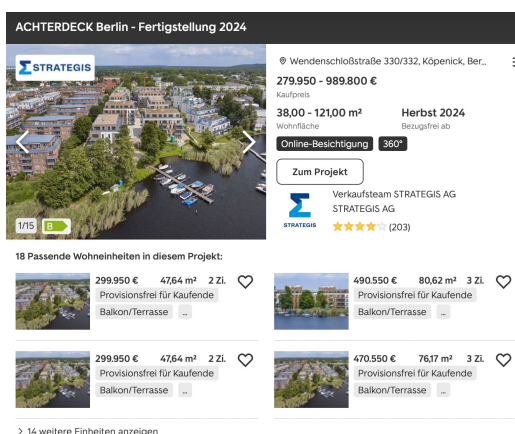 ACHTERDECK Berlin - Fertigstellung 2024
STRATEGIS
Wendenschloßstraße 330/332, Köpenick, Ber...
279.950 - 989.800 €
Kaufpreis
38,00 - 121,00 m² Herbst 2024
Wohnfläche Bezugsfrei ab
Online-Besichtigung 360°
Zum Projekt
Verkaufsteam STRATEGIS AG
STRATEGIS AG
STRATEGIS
(203)
1/15 B
18 Passende Wohneinheiten in diesem Projekt:
299.950 € 47,64 m² 2 Zi.
Provisionsfrei für Kaufende
Balkon/Terrasse ...
490.550 € 80,62 m² 3 Zi.
Provisionsfrei für Kaufende
Balkon/Terrasse ...
299.950 € 47,64 m² 2 Zi.
Provisionsfrei für Kaufende
Balkon/Terrasse ...
470.550 € 76,17 m² 3 Zi.
Provisionsfrei für Kaufende
Balkon/Terrasse ...
> 14 weitere Einheiten anzeigen